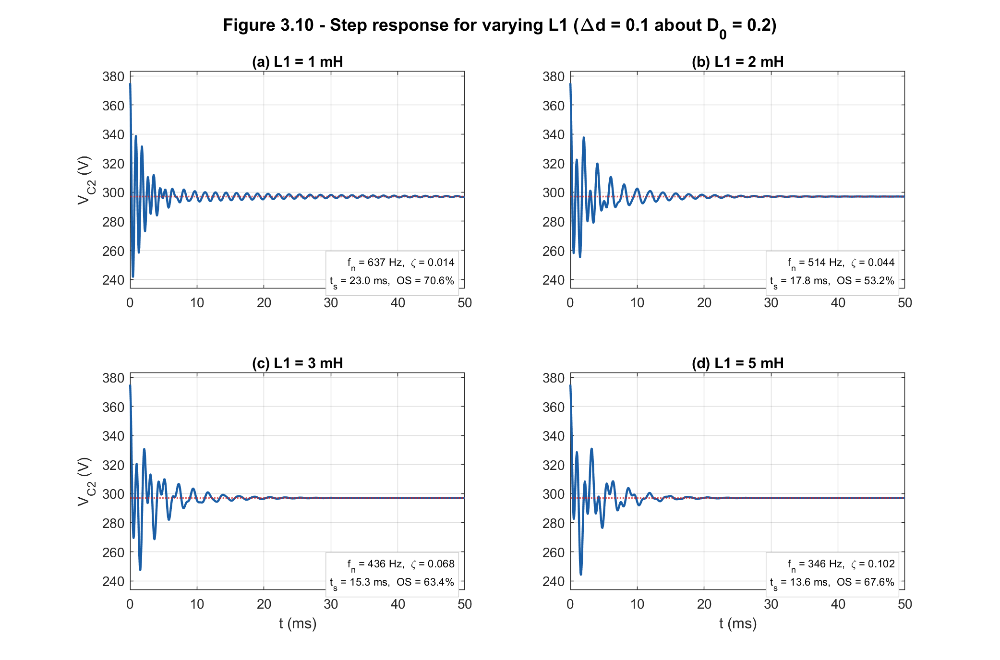 Figure 3.10 - Step response for varying L1 (Δd = 0.1 about D₀ = 0.2)
(a) L1 = 1 mH
380
360
340
320
300
280
260
240
V_C2 (V)
fₙ = 637 Hz, ζ = 0.014
tₛ = 23.0 ms, OS = 70.6%
0 10 20 30 40 50
(b) L1 = 2 mH
380
360
340
320
300
280
260
240
fₙ = 514 Hz, ζ = 0.044
tₛ = 17.8 ms, OS = 53.2%
0 10 20 30 40 50
(c) L1 = 3 mH
380
360
340
320
300
280
260
240
V_C2 (V)
fₙ = 436 Hz, ζ = 0.068
tₛ = 15.3 ms, OS = 63.4%
0 10 20 30 40 50
t (ms)
(d) L1 = 5 mH
380
360
340
320
300
280
260
240
fₙ = 346 Hz, ζ = 0.102
tₛ = 13.6 ms, OS = 67.6%
0 10 20 30 40 50
t (ms)